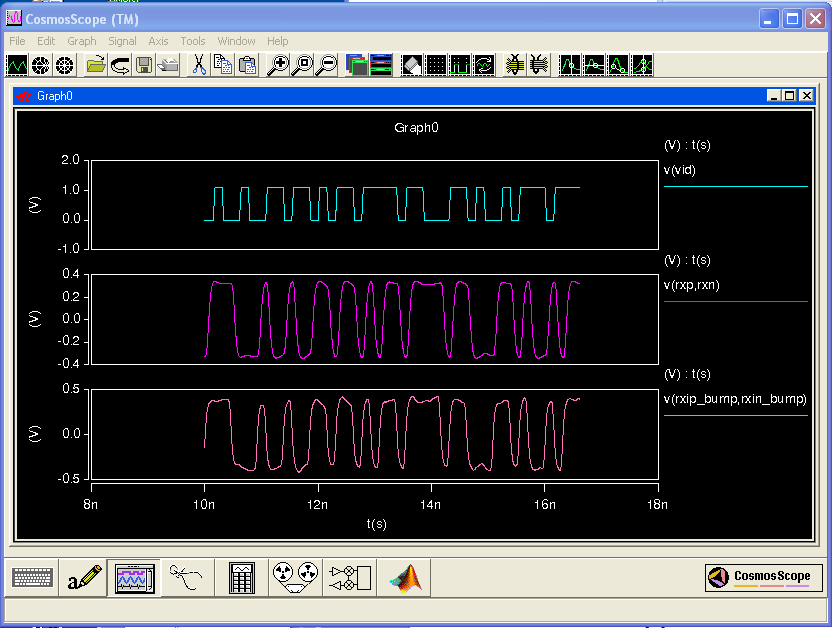 CosmosScope (TM)
File Edit Graph Signal Axis Tools Window Help
Graph0
Graph0
(V) : t(s)
v(vid)
2.0
1.0
0.0
-1.0
(V)
(V) : t(s)
v(rxp,rxn)
0.4
0.2
0.0
-0.2
-0.4
(V)
(V) : t(s)
v(rxip_bump,rxin_bump)
0.5
0.0
-0.5
(V)
8n 10n 12n 14n 16n 18n
t(s)
a
CosmosScope